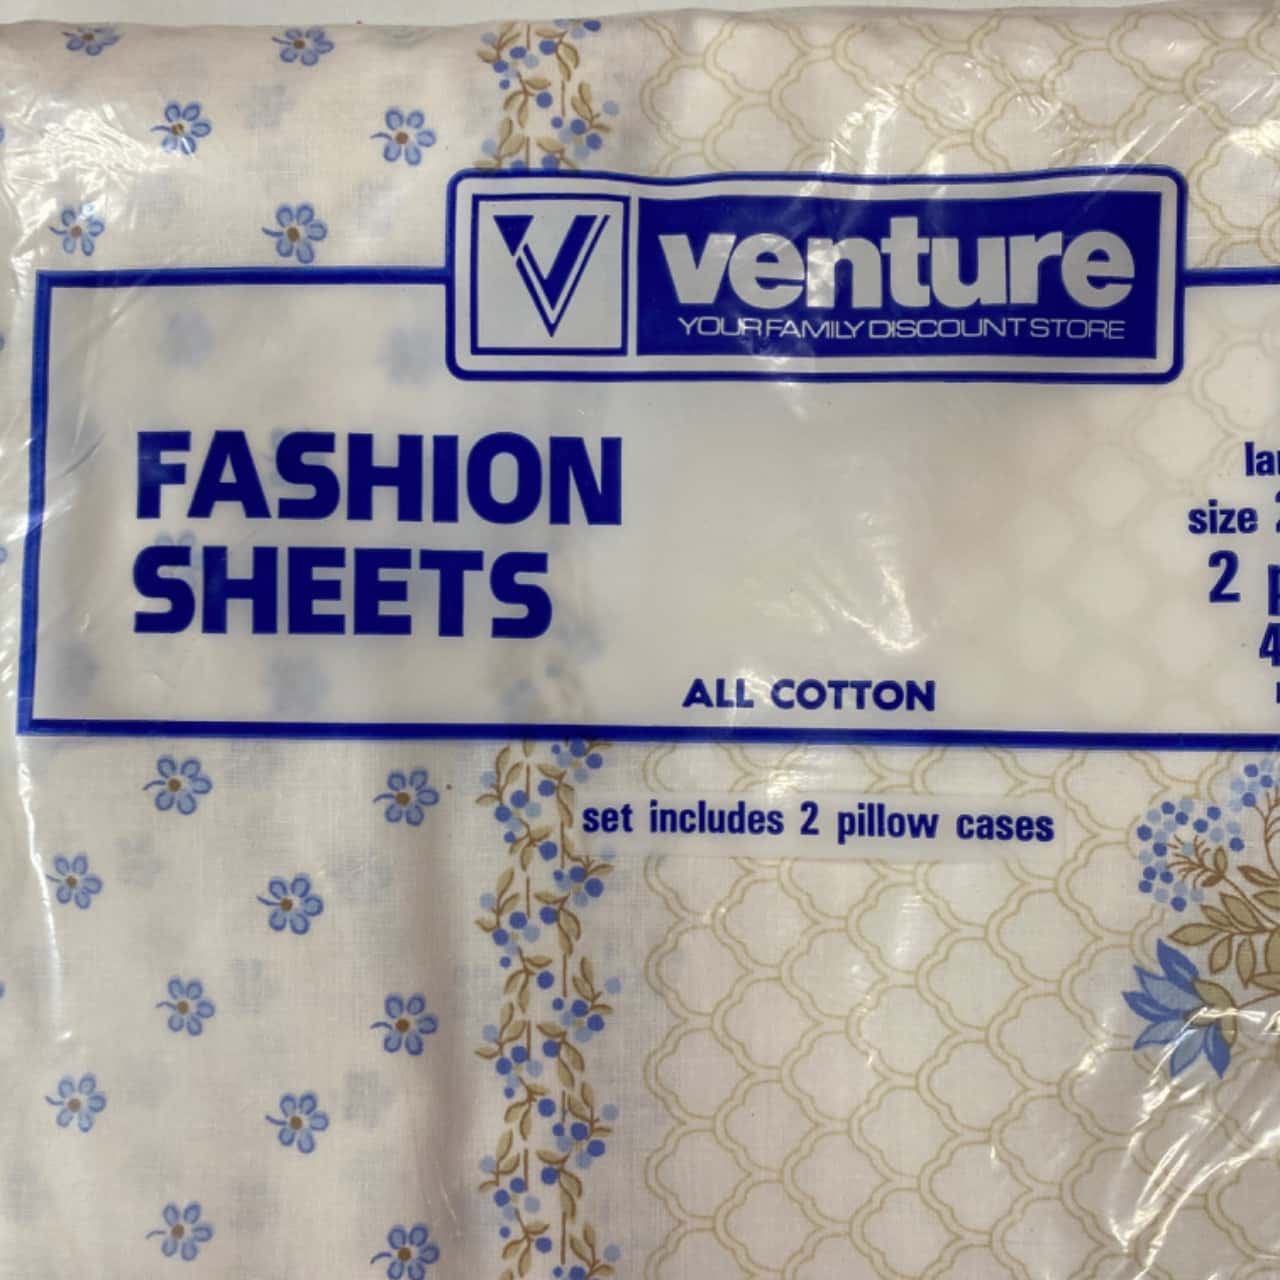 venture
YOUR FAMILY DISCOUNT STORE
FASHION
SHEETS
size
2
ALL COTTON
set includes 2 pillow cases